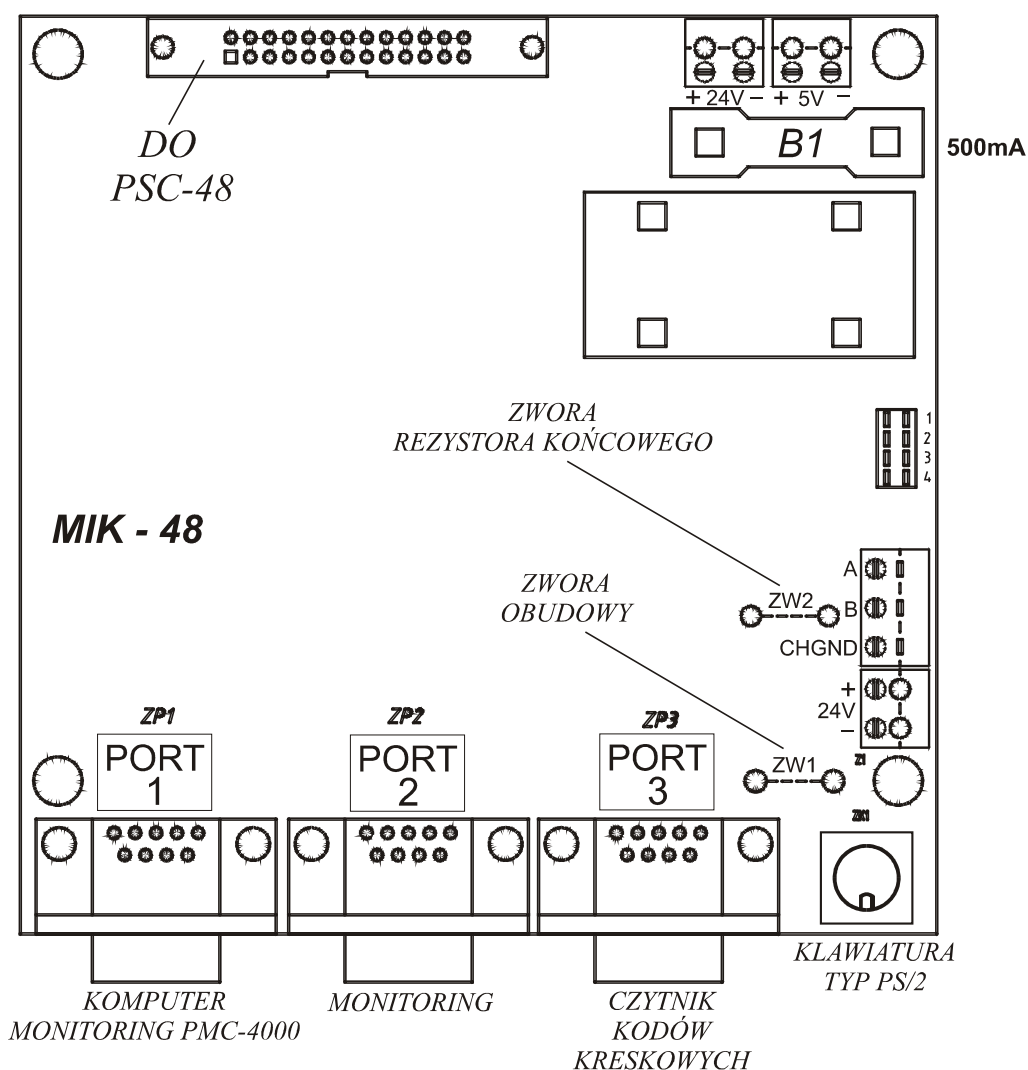 DO
PSC-48
+ 24V - + 5V -
B1
500mA
1
2
3
4
ZWORA
REZYSTORA KOŃCOWEGO
MIK - 48
ZWORA
OBUDOWY
A
ZW2
B
CHGND
+
24V
-
ZP1
ZP2
ZP3
PORT
1
PORT
2
PORT
3
ZW1
Z1
ZK1
KLAWIATURA
TYP PS/2
KOMPUTER
MONITORING PMC-4000
MONITORING
CZYTNIK
KODÓW
KRESKOWYCH